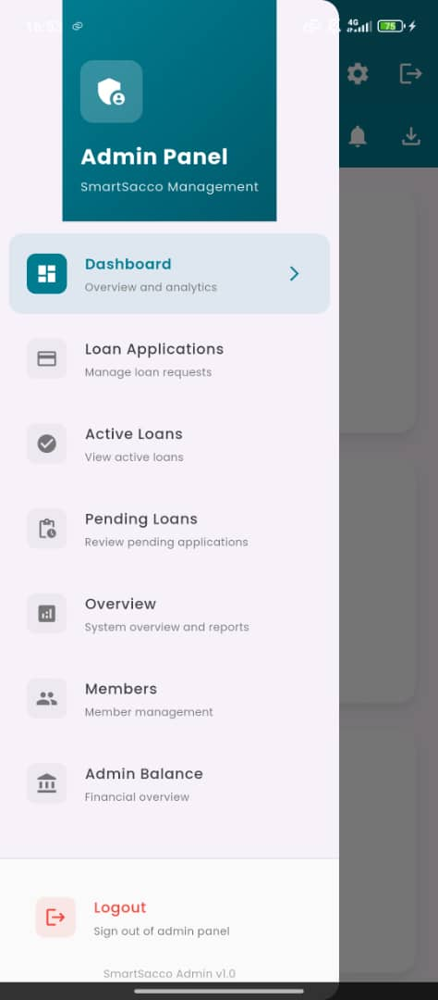 4G
75
Admin Panel
SmartSacco Management
Dashboard
Overview and analytics
Loan Applications
Manage loan requests
Active Loans
View active loans
Pending Loans
Review pending applications
Overview
System overview and reports
Members
Member management
Admin Balance
Financial overview
Logout
Sign out of admin panel
SmartSacco Admin v1.0